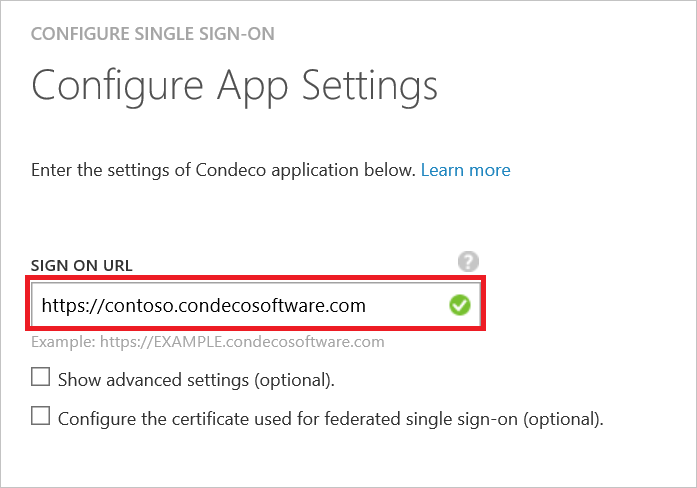 CONFIGURE SINGLE SIGN-ON
Configure App Settings
Enter the settings of Condeco application below. Learn more
SIGN ON URL
?
https://contoso.condecosoftware.com
Example: https://EXAMPLE.condecosoftware.com
Show advanced settings (optional).
Configure the certificate used for federated single sign-on (optional).